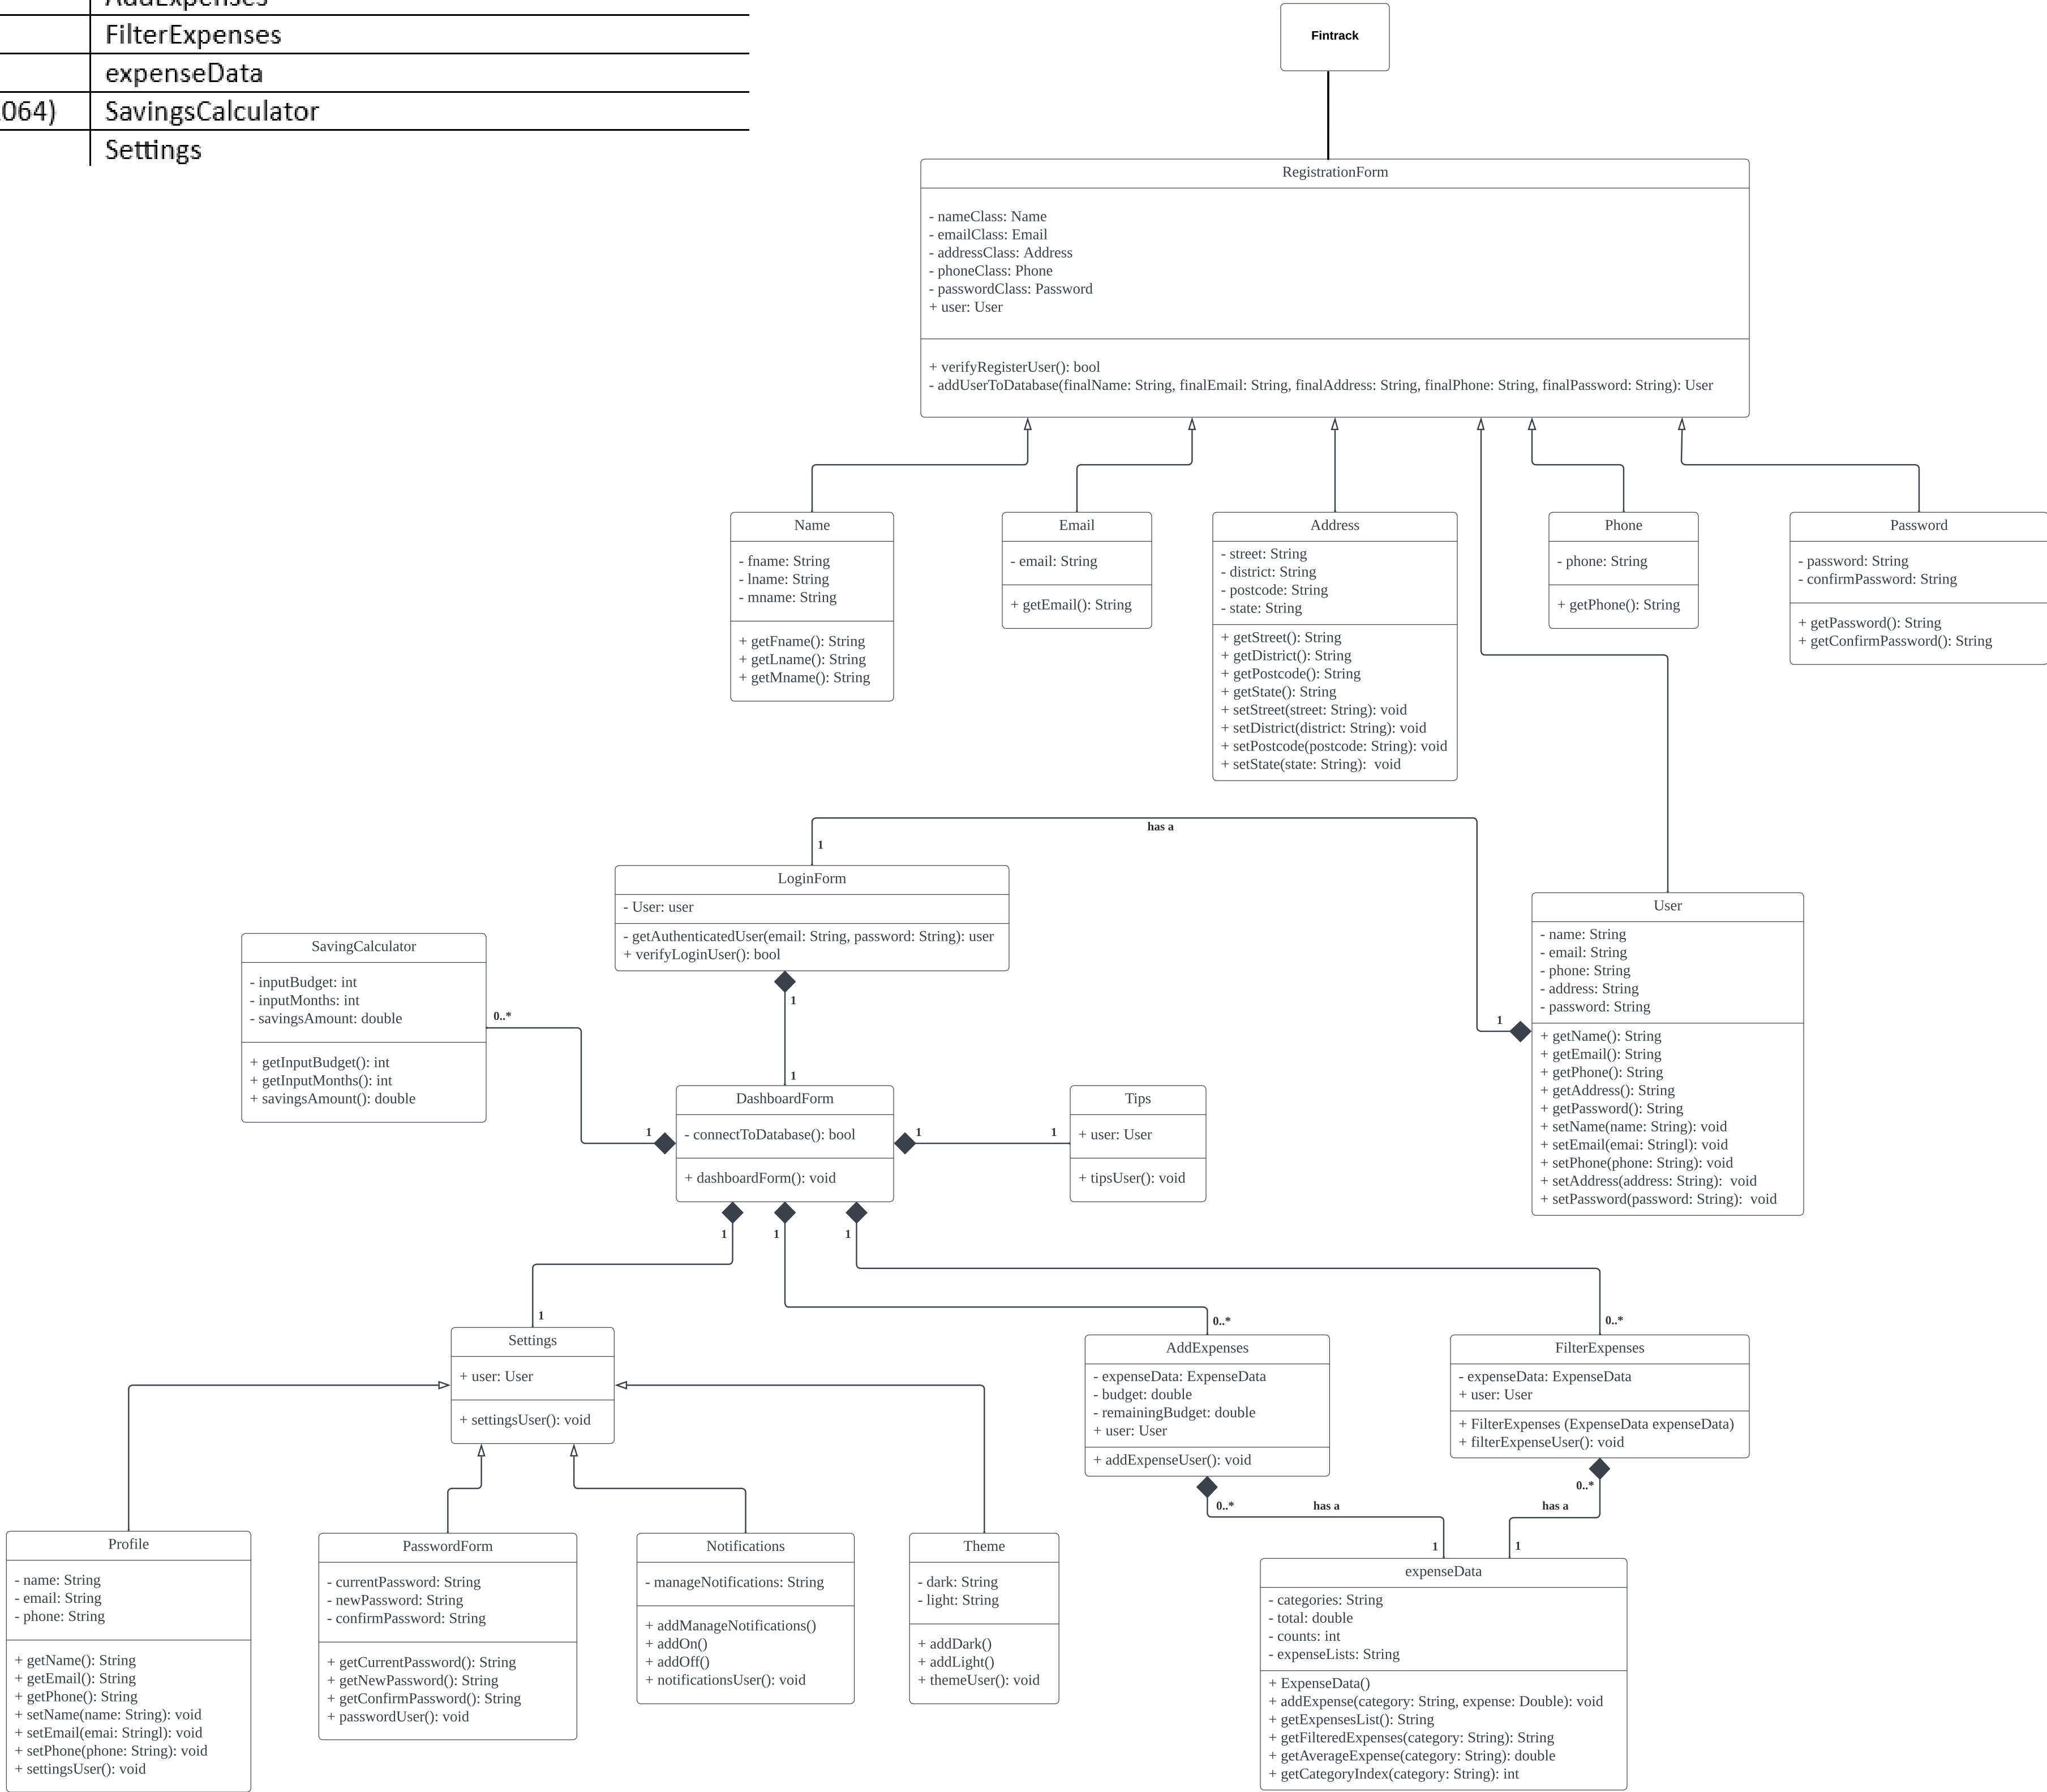 AddExpenses
FilterExpenses
expenseData
064)
SavingsCalculator
Settings
Fintrack
RegistrationForm
- nameClass: Name
- emailClass: Email
- addressClass: Address
- phoneClass: Phone
- passwordClass: Password
+ user: User
+ verifyRegisterUser(): bool
- addUserToDatabase(finalName: String, finalEmail: String, finalAddress: String, finalPhone: String, finalPassword: String): User
Name
- fname: String
- lname: String
- mname: String
+ getFname(): String
+ getLname(): String
+ getMname(): String
Email
- email: String
+ getEmail(): String
Address
- street: String
- district: String
- postcode: String
- state: String
+ getStreet(): String
+ getDistrict(): String
+ getPostcode(): String
+ getState(): String
+ setStreet(street: String): void
+ setDistrict(district: String): void
+ setPostcode(postcode: String): void
+ setState(state: String):  void
Phone
- phone: String
+ getPhone(): String
Password
- password: String
- confirmPassword: String
+ getPassword(): String
+ getConfirmPassword(): String
has a
1
1
LoginForm
- User: user
- getAuthenticatedUser(email: String, password: String): user
+ verifyLoginUser(): bool
User
- name: String
- email: String
- phone: String
- address: String
- password: String
+ getName(): String
+ getEmail(): String
+ getPhone(): String
+ getAddress(): String
+ getPassword(): String
+ setName(name: String): void
+ setEmail(emai: Stringl): void
+ setPhone(phone: String): void
+ setAddress(address: String):  void
+ setPassword(password: String):  void
SavingCalculator
- inputBudget: int
- inputMonths: int
- savingsAmount: double
+ getInputBudget(): int
+ getInputMonths(): int
+ savingsAmount(): double
0..*
1
1
1
DashboardForm
- connectToDatabase(): bool
+ dashboardForm(): void
1
1
Tips
+ user: User
+ tipsUser(): void
1
1
1
1
0..*
0..*
Settings
+ user: User
+ settingsUser(): void
AddExpenses
- expenseData: ExpenseData
- budget: double
- remainingBudget: double
+ user: User
+ addExpenseUser(): void
FilterExpenses
- expenseData: ExpenseData
+ user: User
+ FilterExpenses (ExpenseData expenseData)
+ filterExpenseUser(): void
0..*
has a
1
0..*
has a
1
Profile
- name: String
- email: String
- phone: String
+ getName(): String
+ getEmail(): String
+ getPhone(): String
+ setName(name: String): void
+ setEmail(emai: Stringl): void
+ setPhone(phone: String): void
+ settingsUser(): void
PasswordForm
- currentPassword: String
- newPassword: String
- confirmPassword: String
+ getCurrentPassword(): String
+ getNewPassword(): String
+ getConfirmPassword(): String
+ passwordUser(): void
Notifications
- manageNotifications: String
+ addManageNotifications()
+ addOn()
+ addOff()
+ notificationsUser(): void
Theme
- dark: String
- light: String
+ addDark()
+ addLight()
+ themeUser(): void
expenseData
- categories: String
- total: double
- counts: int
- expenseLists: String
+ ExpenseData()
+ addExpense(category: String, expense: Double): void
+ getExpensesList(): String
+ getFilteredExpenses(category: String): String
+ getAverageExpense(category: String): double
+ getCategoryIndex(category: String): int